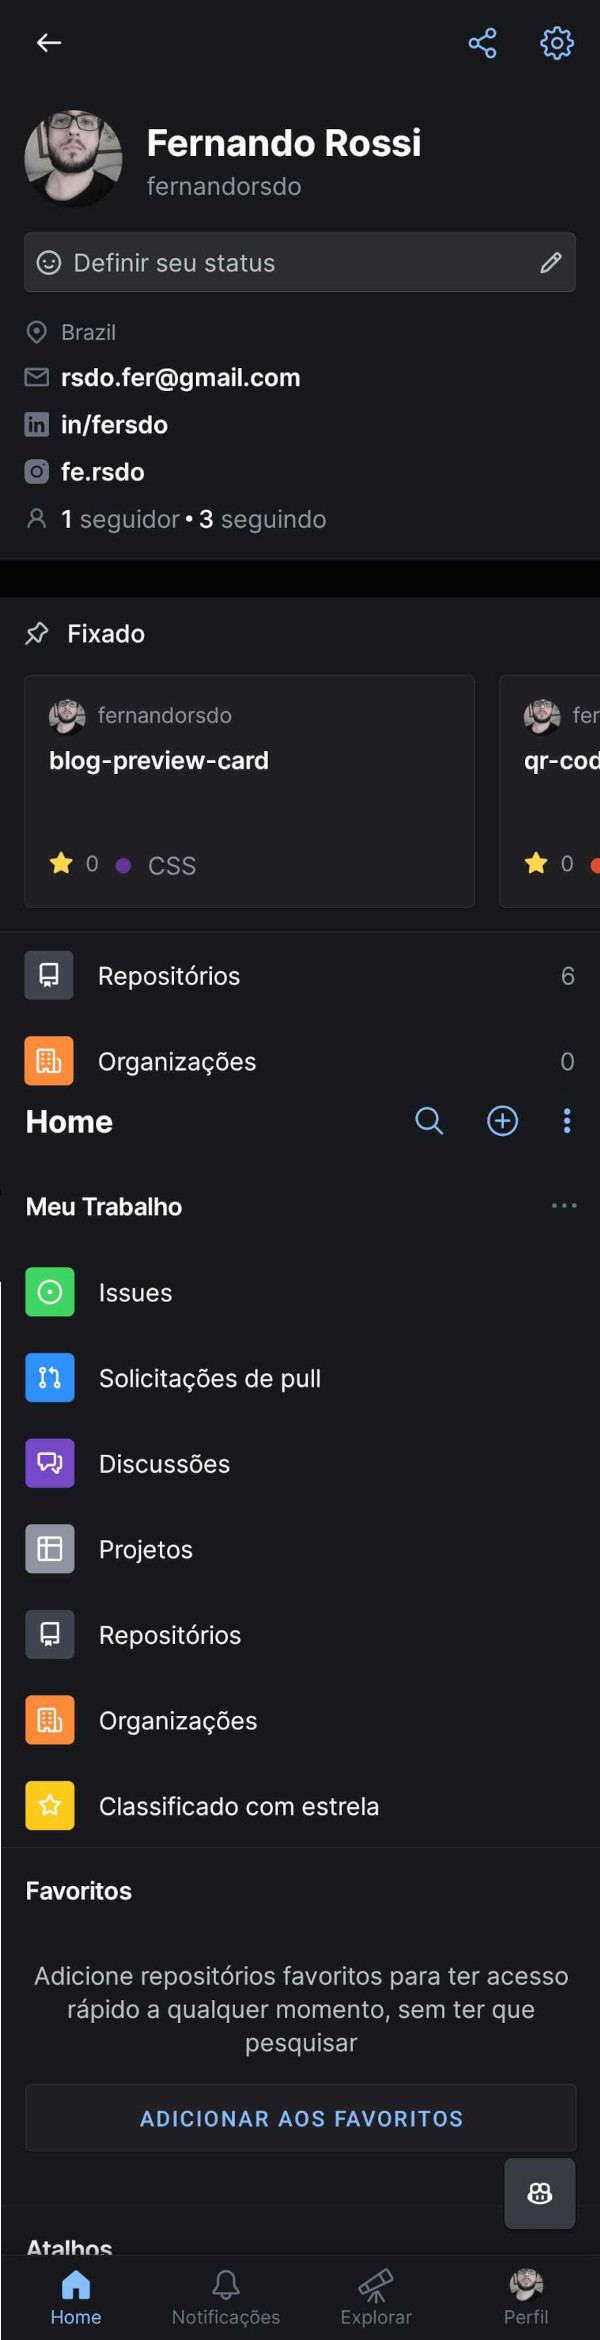 Fernando Rossi
fernandorsdo
Definir seu status
Brazil
rsdo.fer@gmail.com
in/fersdo
fe.rsdo
1 seguidor • 3 seguindo
Fixado
fernandorsdo
blog-preview-card
0 CSS
fer
qr-cod
0
Repositórios 6
Organizações 0
Home
Meu Trabalho
Issues
Solicitações de pull
Discussões
Projetos
Repositórios
Organizações
Classificado com estrela
Favoritos
Adicione repositórios favoritos para ter acesso
rápido a qualquer momento, sem ter que
pesquisar
ADICIONAR AOS FAVORITOS
Atalhos
Home Notificações Explorar Perfil